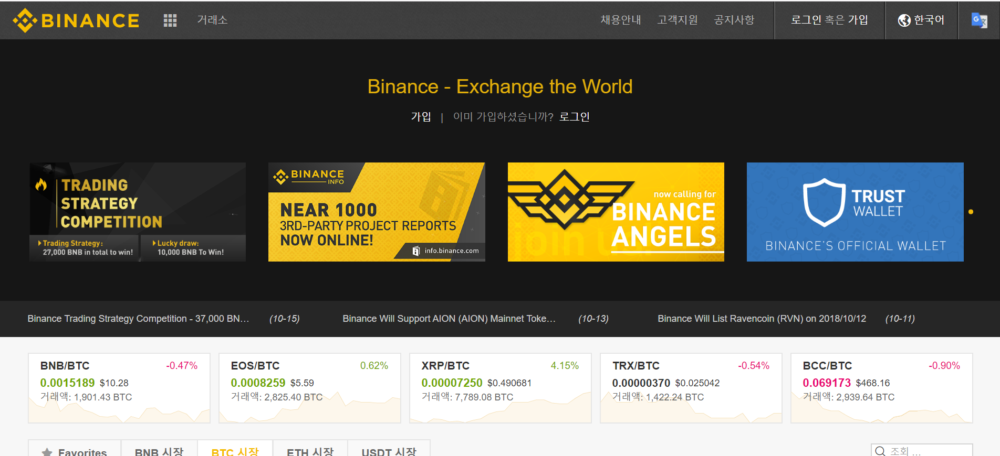 BINANCE
거래소
채용안내
고객지원
공지사항
로그인 혹은 가입
한국어
Binance - Exchange the World
가입 | 이미 가입하셨습니까? 로그인
TRADING
STRATEGY
COMPETITION
Trading Strategy:
27,000 BNB in total to win!
Lucky draw:
10,000 BNB To Win!
BINANCE
INFO
NEAR 1000
3RD-PARTY PROJECT REPORTS
NOW ONLINE!
info.binance.com
join us
now calling for
BINANCE
ANGELS
TRUST
WALLET
BINANCE'S OFFICIAL WALLET
Binance Trading Strategy Competition - 37,000 BN... (10-15)
Binance Will Support AION (AION) Mainnet Toke... (10-13)
Binance Will List Ravencoin (RVN) on 2018/10/12 (10-11)
BNB/BTC -0.47%
0.0015189 $10.28
거래액: 1,901.43 BTC
EOS/BTC 0.62%
0.0008259 $5.59
거래액: 2,825.40 BTC
XRP/BTC 4.15%
0.00007250 $0.490681
거래액: 7,789.08 BTC
TRX/BTC -0.54%
0.00000370 $0.025042
거래액: 1,422.24 BTC
BCC/BTC -0.90%
0.069173 $468.16
거래액: 2,939.64 BTC
Favorites
BNB 시장
BTC 시장
ETH 시장
USDT 시장
조회 ...